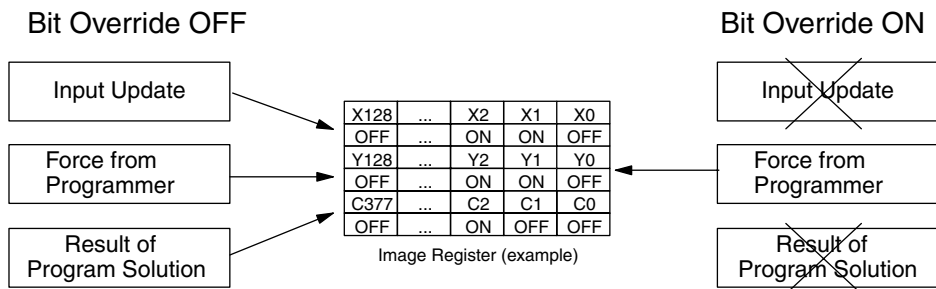 Bit Override OFF
Bit Override ON
Input Update
Force from
Programmer
Result of
Program Solution
X128 ... X2 X1 X0
OFF ... ON ON OFF
Y128 ... Y2 Y1 Y0
OFF ... ON ON OFF
C377 ... C2 C1 C0
OFF ... ON OFF OFF
Image Register (example)
Input Update
Force from
Programmer
Result of
Program Solution